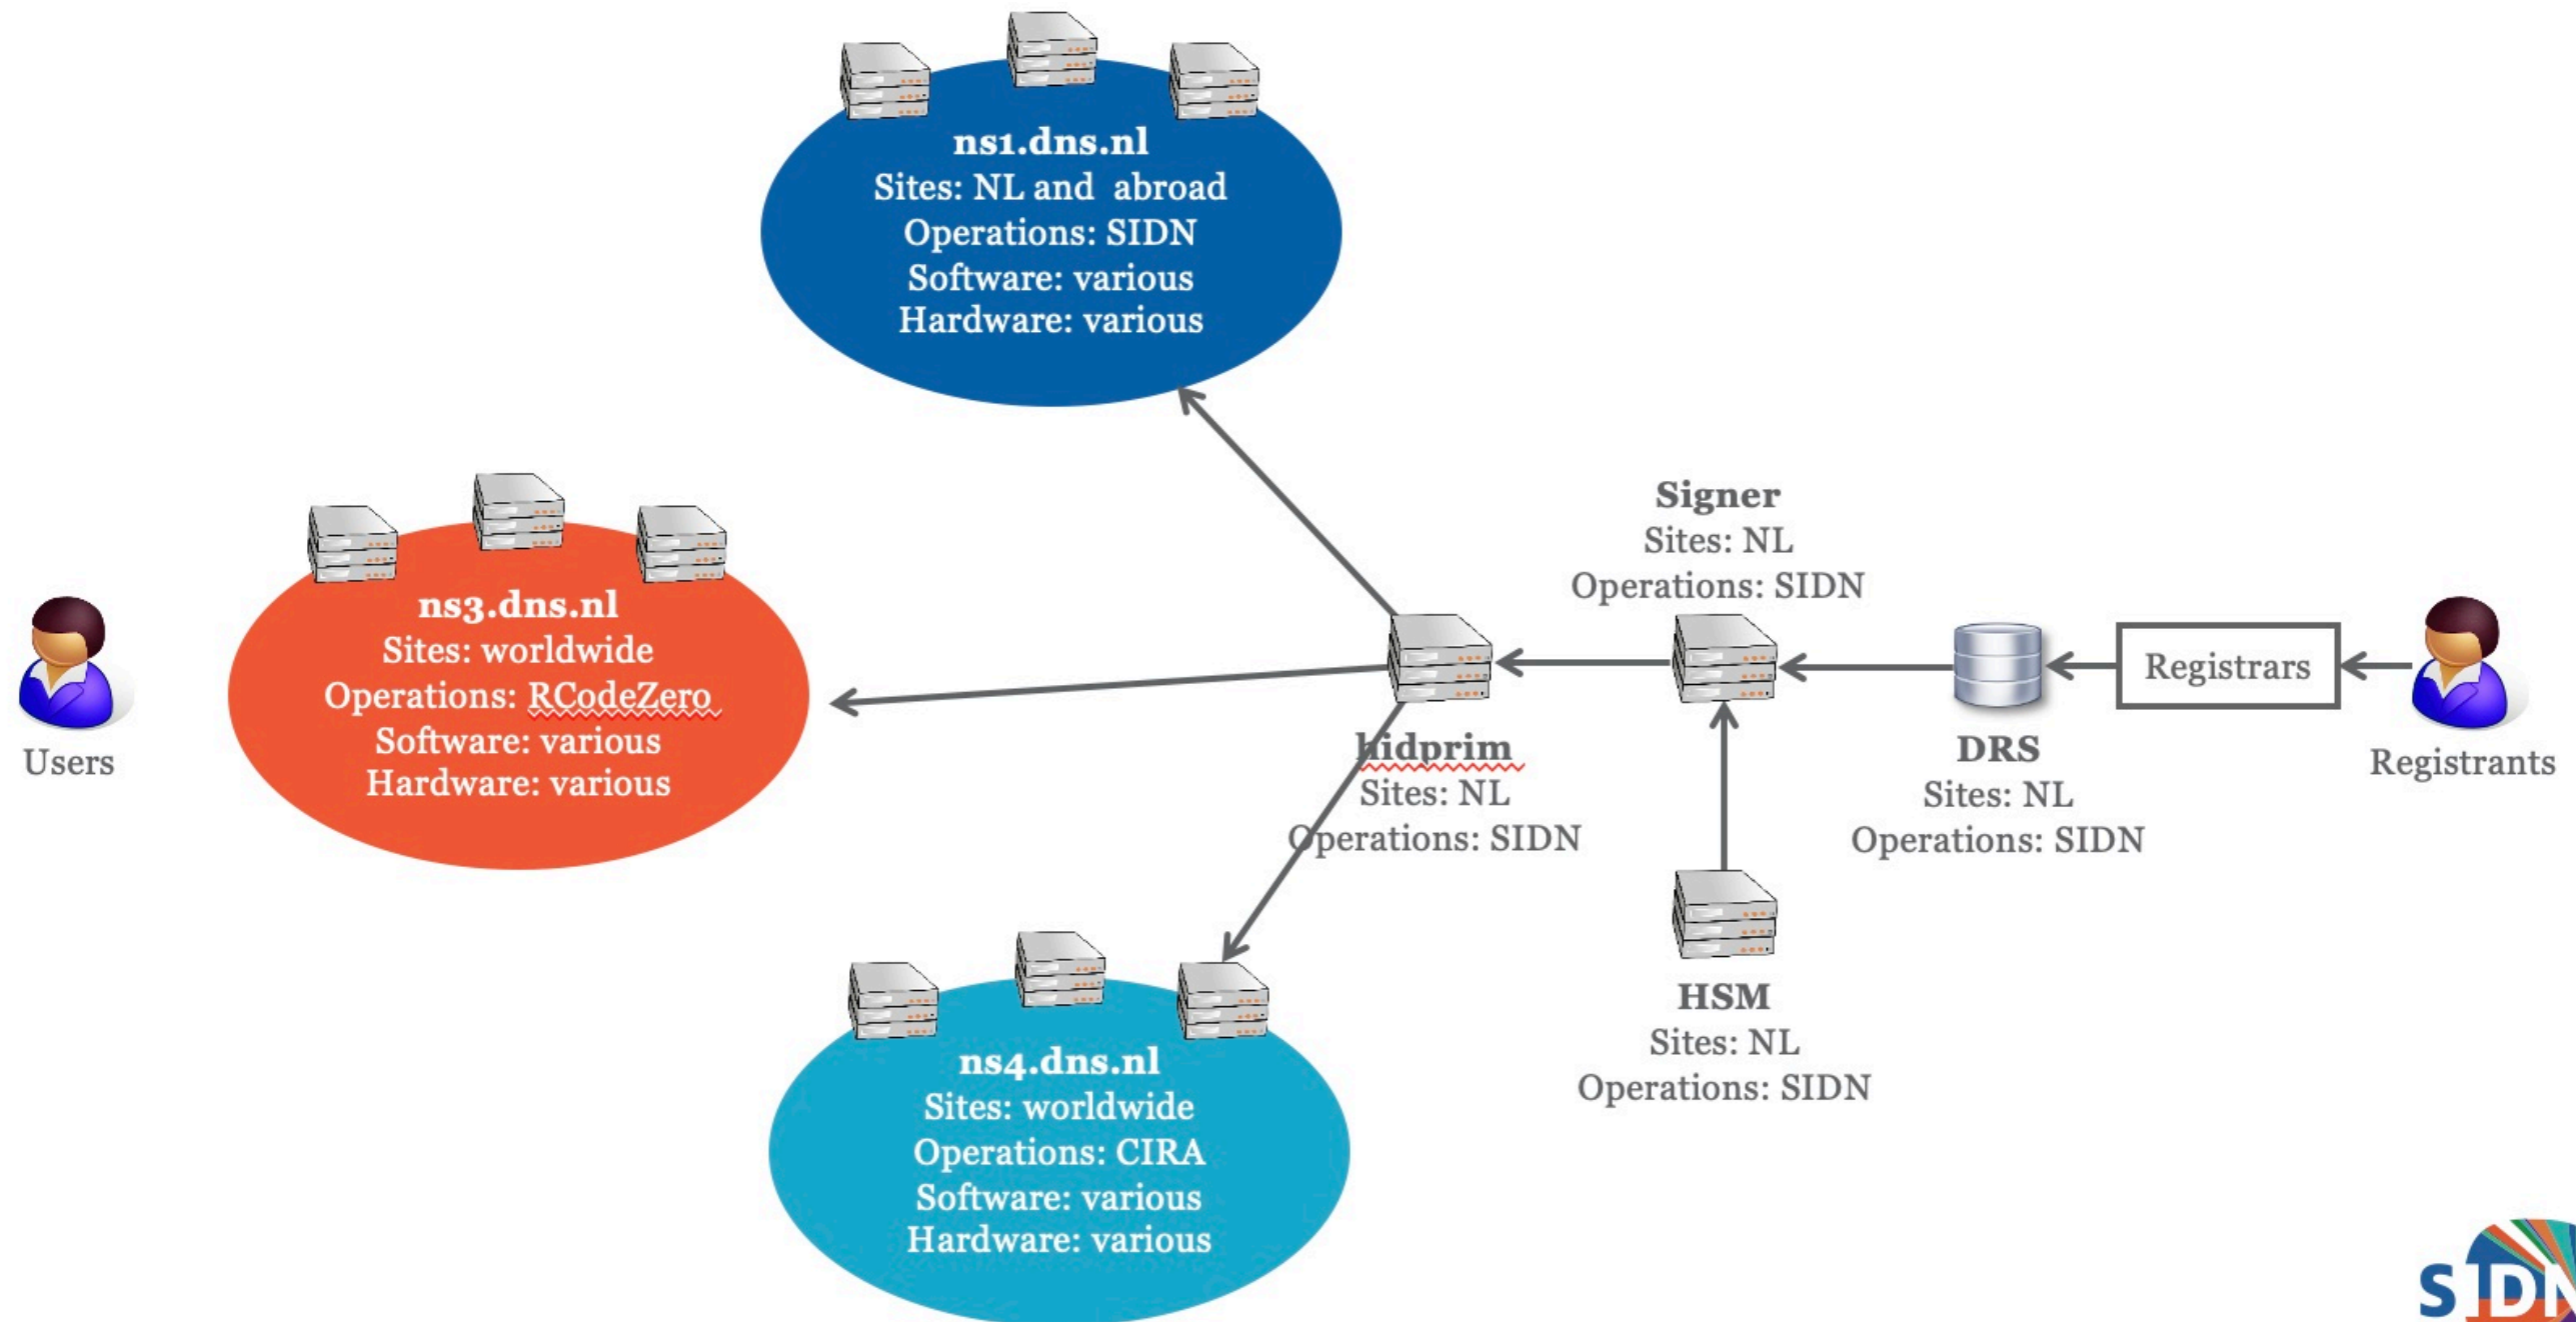 ns1.dns.nl
Sites: NL and abroad
Operations: SIDN
Software: various
Hardware: various
Users
ns3.dns.nl
Sites: worldwide
Operations: RCodeZero
Software: various
Hardware: various
hidprim
Sites: NL
Operations: SIDN
Signer
Sites: NL
Operations: SIDN
HSM
Sites: NL
Operations: SIDN
DRS
Sites: NL
Operations: SIDN
Registrars
Registrants
ns4.dns.nl
Sites: worldwide
Operations: CIRA
Software: various
Hardware: various
SIDN